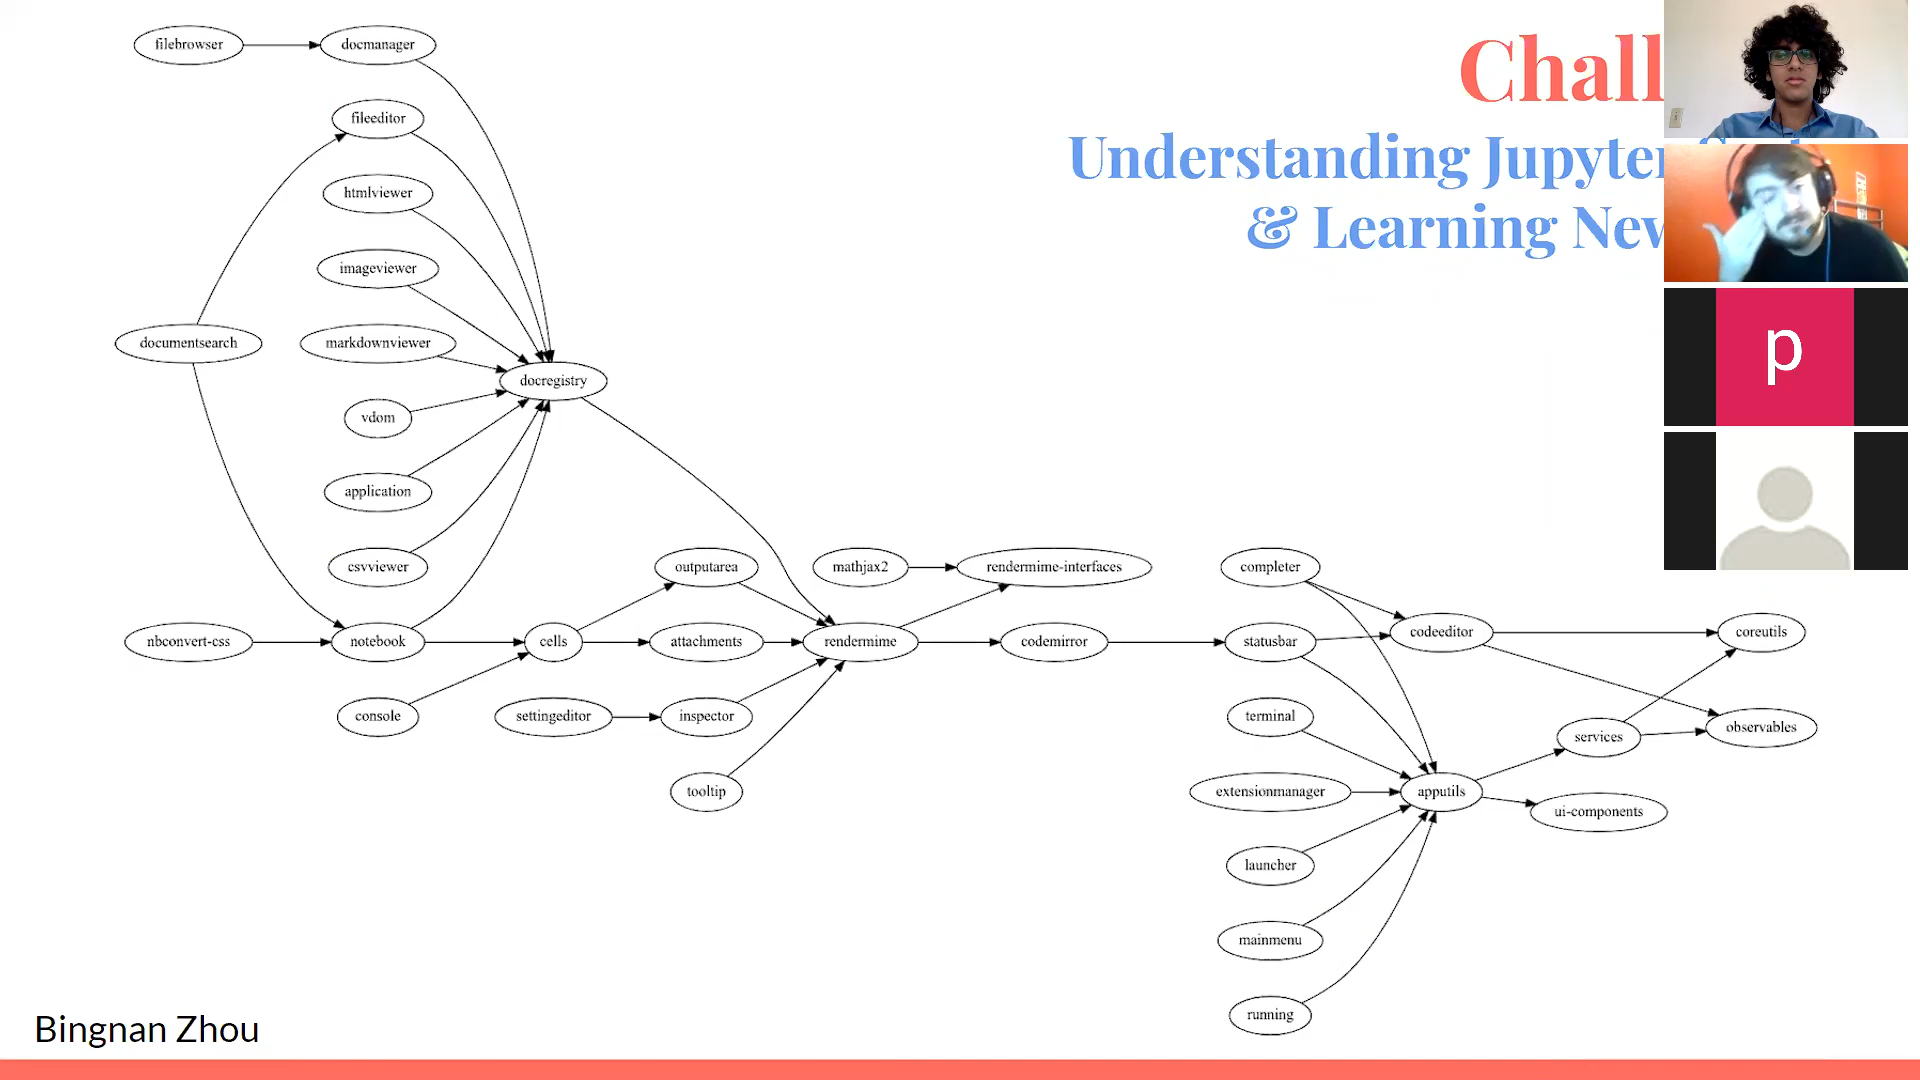 Chall
Understanding Jupyter
& Learning New
filebrowser
docmanager
fileeditor
htmlviewer
imageviewer
documentsearch
markdownviewer
docregistry
vdom
application
csvviewer
outputarea
mathjax2
rendermime-interfaces
completer
nbconvert-css
notebook
cells
attachments
rendermime
codemirror
statusbar
codeeditor
coreutils
console
settingeditor
inspector
terminal
services
observables
tooltip
extensionmanager
apputils
ui-components
launcher
mainmenu
running
p
Bingnan Zhou